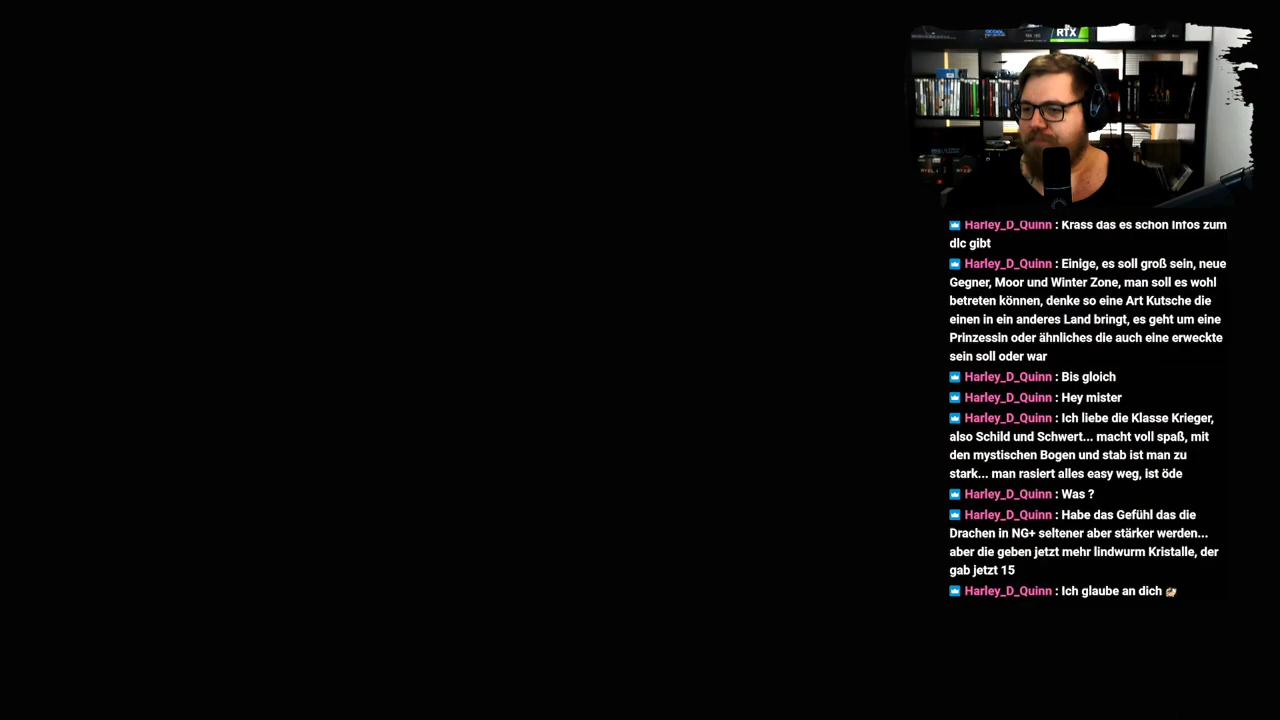 RTX
Harley_D_Quinn : Krass das es schon Infos zum
dlc gibt
Harley_D_Quinn : Einige, es soll groß sein, neue
Gegner, Moor und Winter Zone, man soll es wohl
betreten können, denke so eine Art Kutsche die
einen in ein anderes Land bringt, es geht um eine
Prinzessin oder ähnliches die auch eine erweckte
sein soll oder war
Harley_D_Quinn : Bis gloich
Harley_D_Quinn : Hey mister
Harley_D_Quinn : Ich liebe die Klasse Krieger,
also Schild und Schwert... macht voll spaß, mit
den mystischen Bogen und stab ist man zu
stark... man rasiert alles easy weg, ist öde
Harley_D_Quinn : Was ?
Harley_D_Quinn : Habe das Gefühl das die
Drachen in NG+ seltener aber stärker werden...
aber die geben jetzt mehr lindwurm Kristalle, der
gab jetzt 15
Harley_D_Quinn : Ich glaube an dich